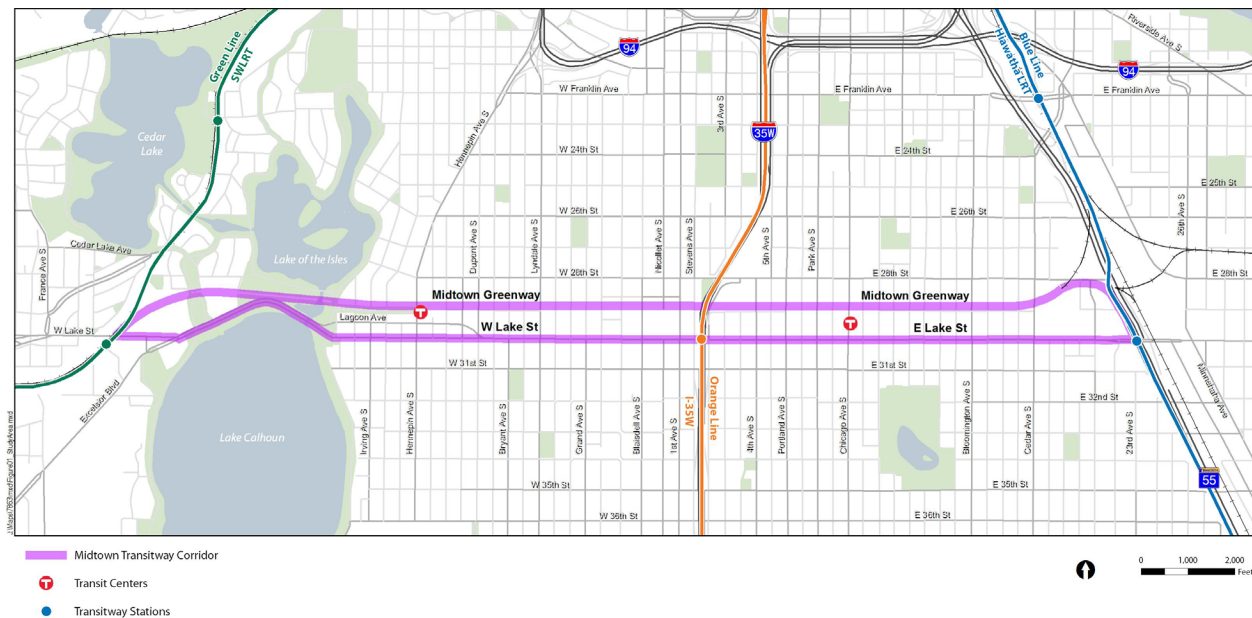 Green Line
SWLRT
94
Blue Line
Hiawatha LRT
Riverside Ave S
94
W Franklin Ave
E Franklin Ave
E Franklin Ave
3rd Ave S
Hennepin Ave S
35W
Cedar
Lake
W 24th St
E 24th St
E 25th St
W 26th St
E 26th St
26th Ave S
France Ave S
Cedar Lake Ave
Lake of the Isles
Dupont Ave S
Lyndale Ave S
Nicollet Ave S
Stevens Ave S
5th Ave S
Park Ave S
W 28th St
E 28th St
E 28th St
Midtown Greenway
Midtown Greenway
Lagoon Ave
T
T
W Lake St
W Lake St
E Lake St
W 31st St
E 31st St
Excelsior Blvd
Minnehaha Ave
Orange Line
I-35W
E 32nd St
Lake Calhoun
Irving Ave S
Hennepin Ave S
Bryant Ave S
Grand Ave S
Blaisdell Ave S
1st Ave S
4th Ave S
Portland Ave S
Chicago Ave S
Bloomington Ave S
Cedar Ave S
23rd Ave S
55
W 35th St
E 35th St
W 36th St
E 36th St
Midtown Transitway Corridor
T
Transit Centers
Transitway Stations
0 1,000 2,000
Feet